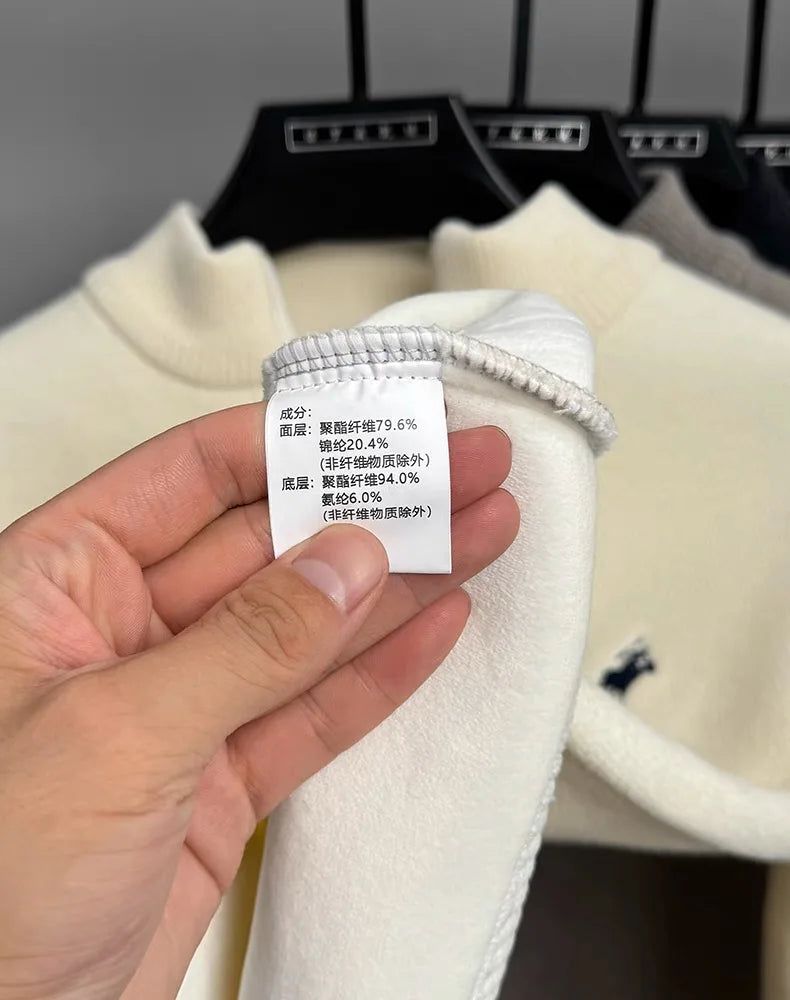 成分:
面层: 聚酯纤维79.6%
锦纶20.4%
(非纤维物质除外)
底层: 聚酯纤维94.0%
氨纶6.0%
(非纤维物质除外)